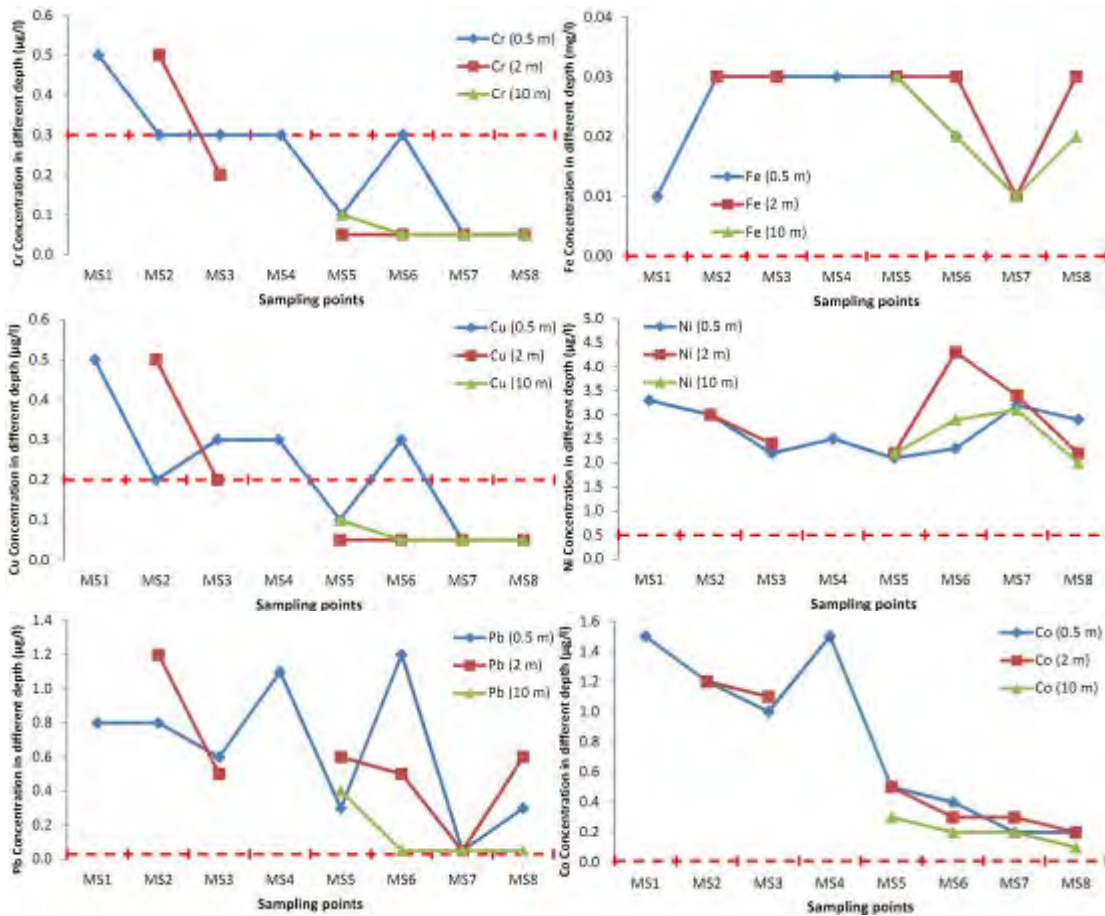 Cr Concentration in different depth (µg/l)
0.6
0.5
0.4
0.3
0.2
0.1
0.0
Cr (0.5 m)
Cr (2 m)
Cr (10 m)
MS1 MS2 MS3 MS4 MS5 MS6 MS7 MS8
Sampling points
Fe Concentration in different depth (mg/l)
0.04
0.03
0.02
0.01
0.00
Fe (0.5 m)
Fe (2 m)
Fe (10 m)
MS1 MS2 MS3 MS4 MS5 MS6 MS7 MS8
Sampling points
Cu Concentration in different depth (µg/l)
0.6
0.5
0.4
0.3
0.2
0.1
0.0
Cu (0.5 m)
Cu (2 m)
Cu (10 m)
MS1 MS2 MS3 MS4 MS5 MS6 MS7 MS8
Sampling points
Ni Concentration in different depth (µg/l)
5.0
4.5
4.0
3.5
3.0
2.5
2.0
1.5
1.0
0.5
0.0
Ni (0.5 m)
Ni (2 m)
Ni (10 m)
MS1 MS2 MS3 MS4 MS5 MS6 MS7 MS8
Sampling points
Pb Concentration in different depth (µg/l)
1.4
1.2
1.0
0.8
0.6
0.4
0.2
0.0
Pb (0.5 m)
Pb (2 m)
Pb (10 m)
MS1 MS2 MS3 MS4 MS5 MS6 MS7 MS8
Sampling points
Co Concentration in different depth (µg/l)
1.6
1.4
1.2
1.0
0.8
0.6
0.4
0.2
0.0
Co (0.5 m)
Co (2 m)
Co (10 m)
MS1 MS2 MS3 MS4 MS5 MS6 MS7 MS8
Sampling points